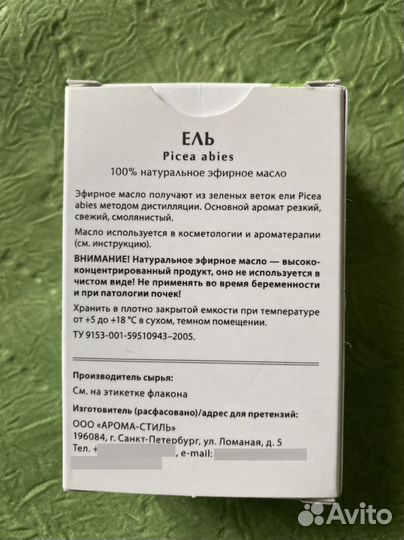 ЕЛЬ
Picea abies
100% натуральное эфирное масло
Эфирное масло получают из зеленых веток ели Picea
abies методом дистилляции. Основной аромат резкий,
свежий, смолянистый.
Масло используется в косметологии и ароматерапии
(см. инструкцию).
ВНИМАНИЕ! Натуральное эфирное масло — высоко-
концентрированный продукт, оно не используется в
чистом виде! Не применять во время беременности
и при патологии почек!
Хранить в плотно закрытой емкости при температуре
от +5 до +18 °С в сухом, темном помещении.
ТУ 9153-001-59510943–2005.
Производитель сырья:
См. на этикетке флакона
Изготовитель (расфасовано)/адрес для претензий:
ООО «АРОМА-СТИЛЬ»
196084, г. Санкт-Петербург, ул. Ломаная, д. 5
Тел. +, e-mail:
Avito